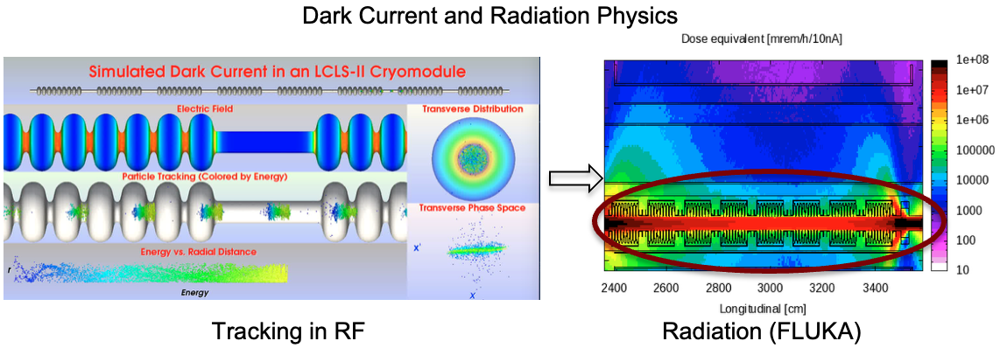 Dark Current and Radiation Physics
Simulated Dark Current in an LCLS-II Cryomodule
Electric Field
Transverse Distribution
Particle Tracking (Colored by Energy)
Transverse Phase Space
X'
X
Energy vs. Radial Distance
r
Energy
Tracking in RF
Dose equivalent [mrem/h/10nA]
1e+08
1e+07
1e+06
100000
10000
1000
100
10
2400 2600 2800 3000 3200 3400
Longitudinal [cm]
Radiation (FLUKA)